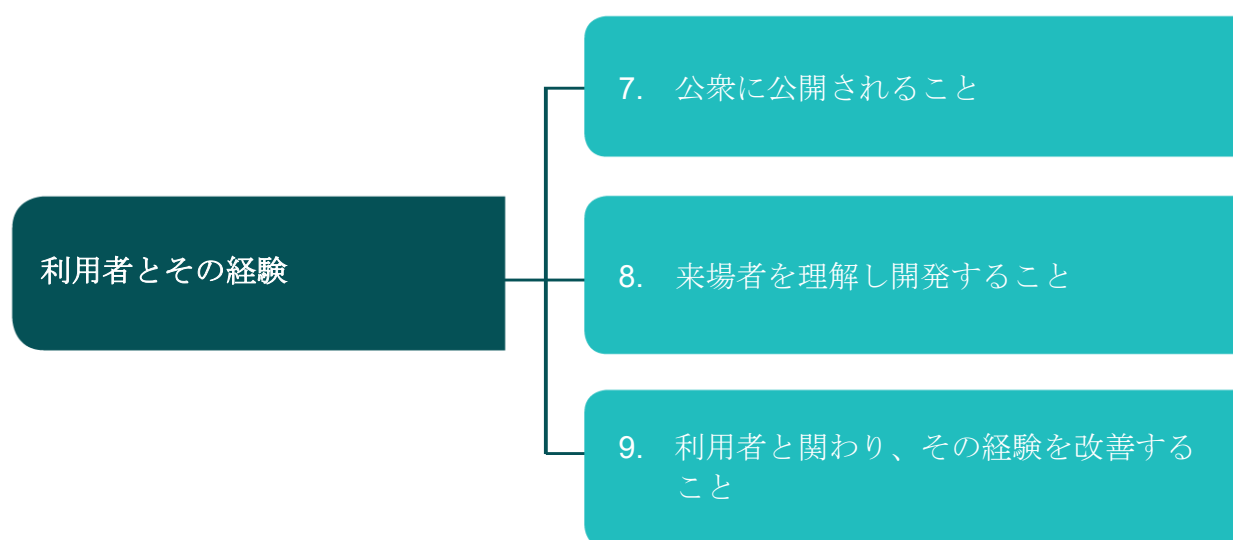 利用者とその経験
7. 公衆に公開されること
8. 来場者を理解し開発すること
9. 利用者と関わり、その経験を改善する
こと